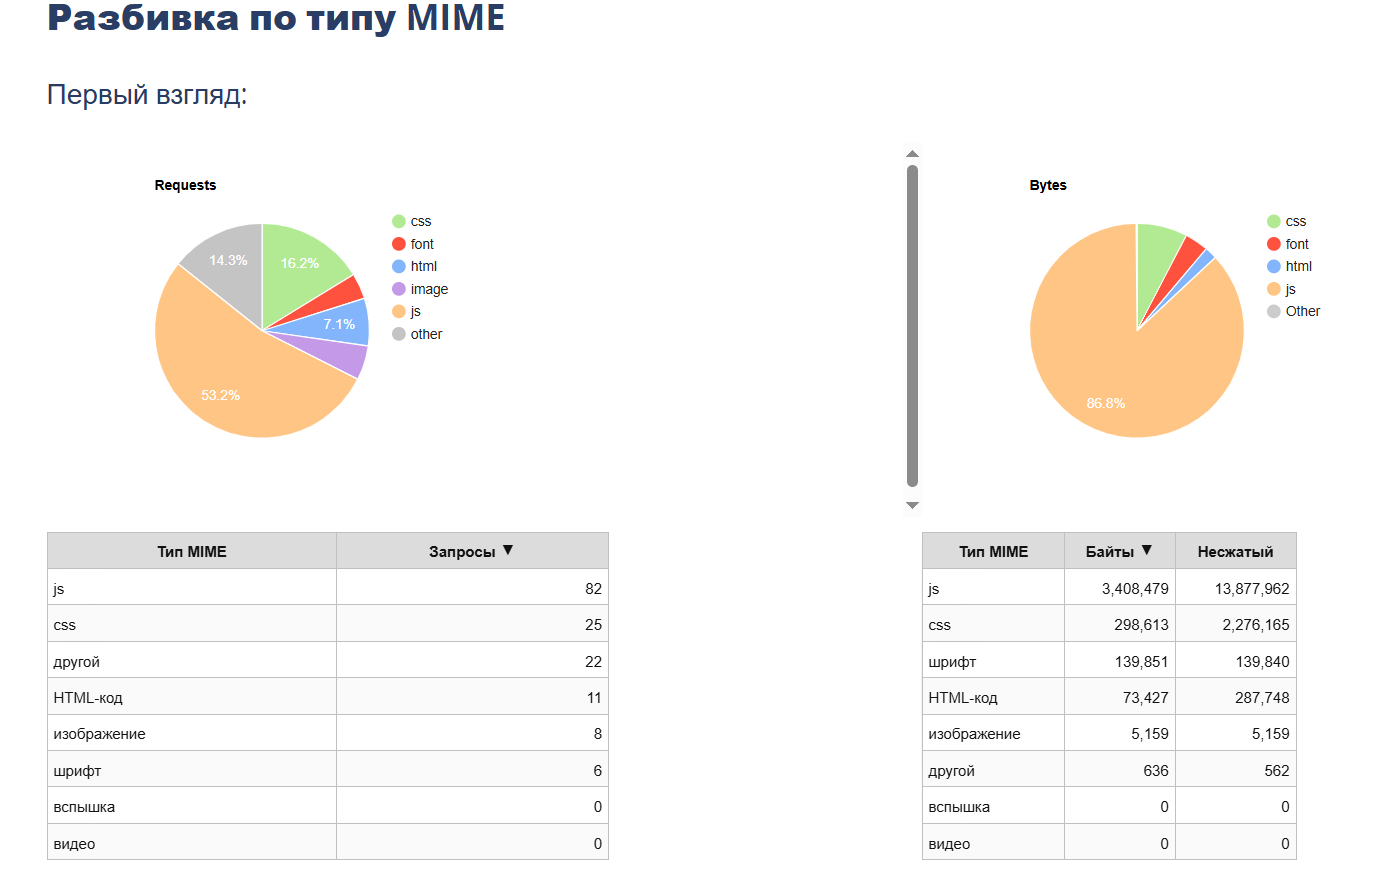 Разбивка по типу MIME
Первый взгляд:
Requests
16.2%
7.1%
53.2%
14.3%
css
font
html
image
js
other
Bytes
86.8%
css
font
html
js
Other
Тип MIME Запросы ▼
js 82
css 25
другой 22
HTML-код 11
изображение 8
шрифт 6
вспышка 0
видео 0
Тип MIME Байты ▼ Несжатый
js 3,408,479 13,877,962
css 298,613 2,276,165
шрифт 139,851 139,840
HTML-код 73,427 287,748
изображение 5,159 5,159
другой 636 562
вспышка 0 0
видео 0 0